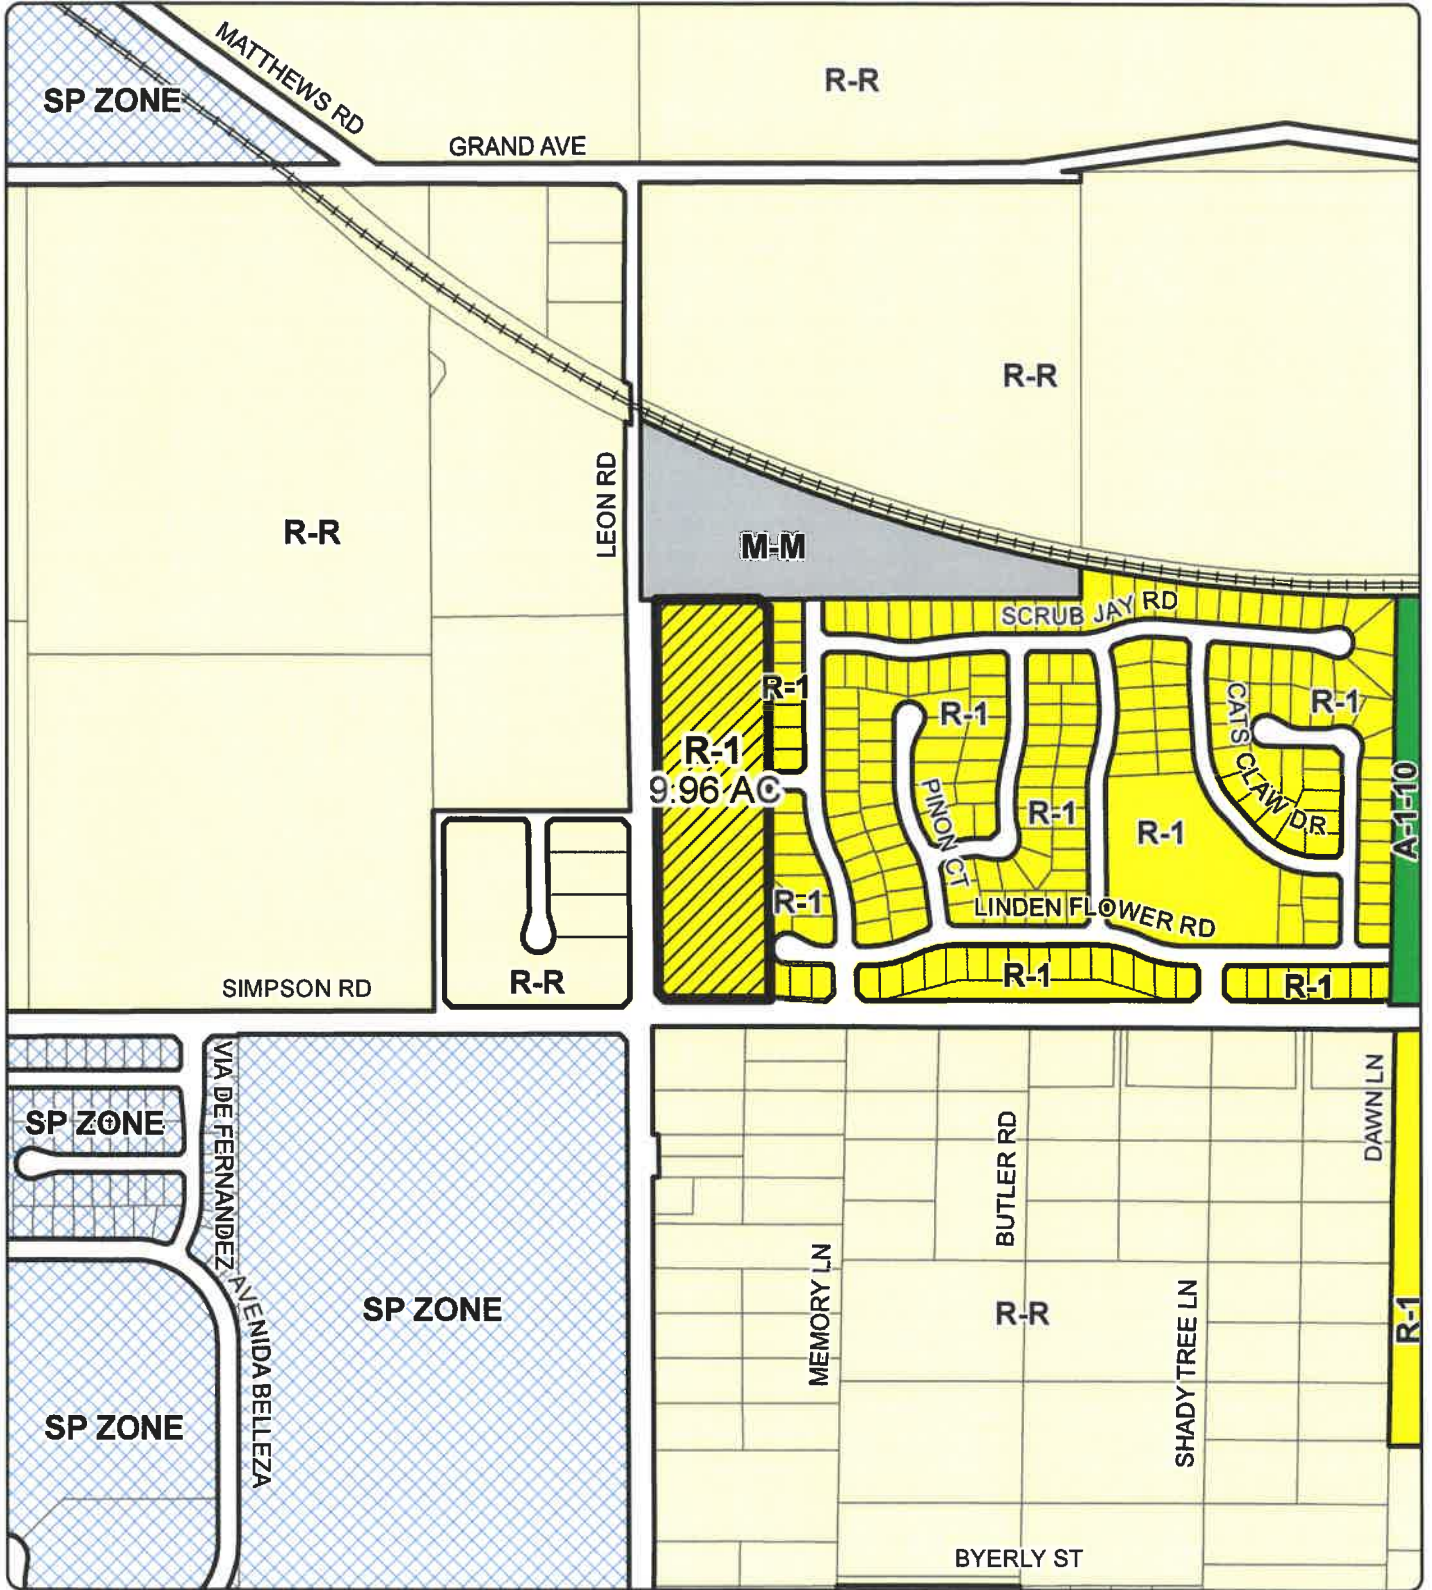 MATTHEWS RD
R-R
SP ZONE
GRAND AVE
R-R
LEON RD
R-R
M-M
SCRUB JAY RD
R-1
R-1
R-1
CATS CLAW DR
R-1
9.96 AC
PINON CT
R-1
R-1
A-1-10
R-1
LINDEN FLOWER RD
R-R
SIMPSON RD
R-1
R-1
VIA DE FERNANDEZ
DAWN LN
SP ZONE
BUTLER RD
MEMORY LN
AVENIDA BELLEZA
SP ZONE
R-R
SHADY TREE LN
R-1
SP ZONE
BYERLY ST